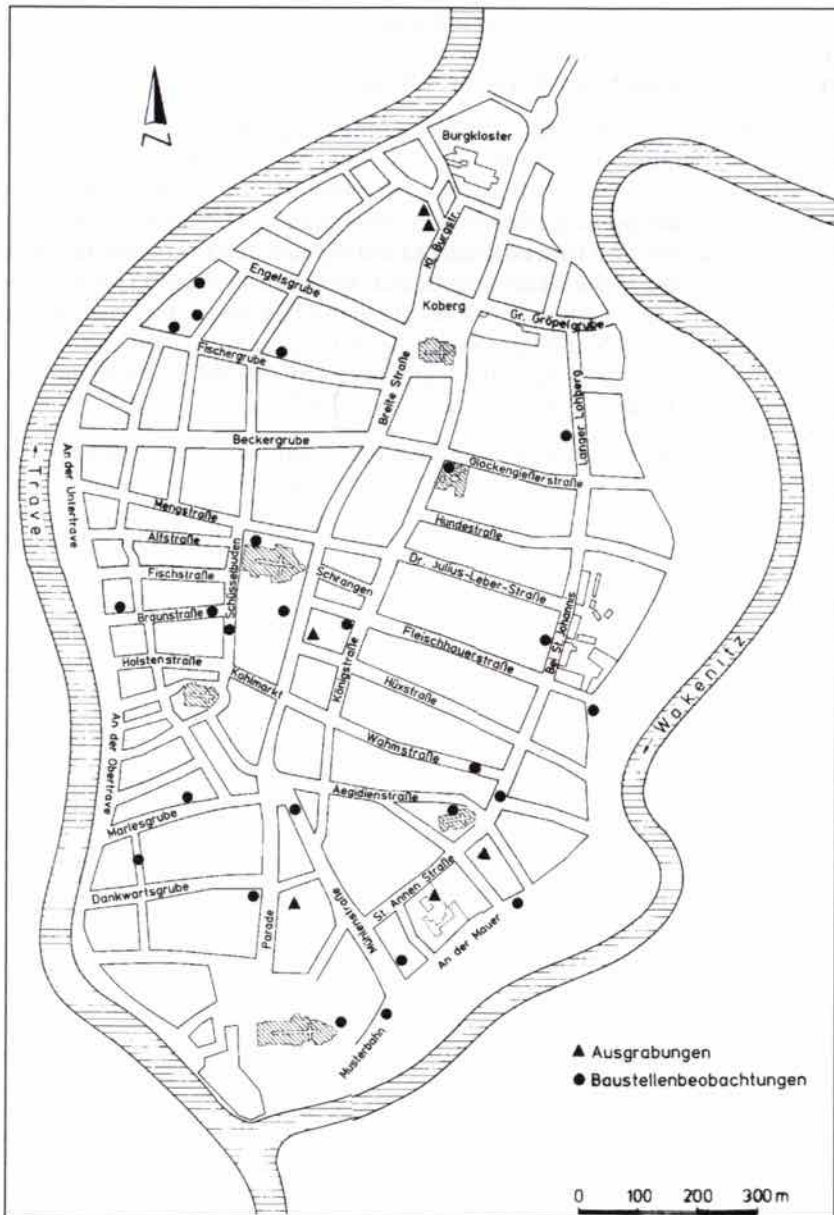 N
Burgkloster
Kl. Burgstr.
Engelsgrube
Koberg
Gr. Gröpelgrube
Fischergrube
Breite Straße
Langer Lohberg
Beckergrube
Glockengießerstraße
← Trave
An der Untertrave
Mengstraße
Hundestraße
Alfstraße
Schüsselbuden
Dr. Julius-Leber-Straße
Fischstraße
Schrangen
Braunstraße
Fleischhauerstraße
Bei St. Johannis
Holstenstraße
Königstraße
Hüxstraße
Kohlmarkt
← Wakenitz
An der Obertrave
Wahmstraße
Aegidienstraße
Marlesgrube
Dankwartsgrube
St. Annen Straße
Mühlenstraße
Parade
An der Mauer
Musterbahn
▲ Ausgrabungen
● Baustellenbeobachtungen
0 100 200 300 m